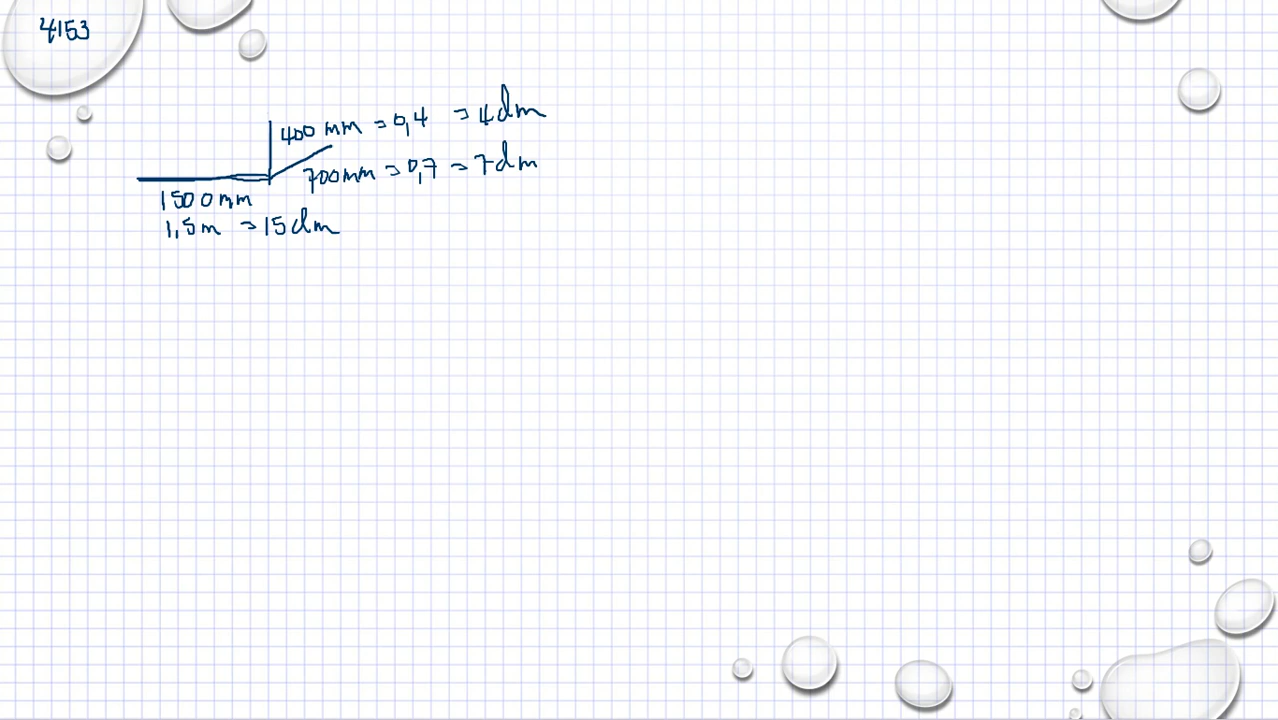 4153
400 mm = 0,4 = 4dm
700mm = 0,7 = 7dm
1500mm
1,5m = 15dm